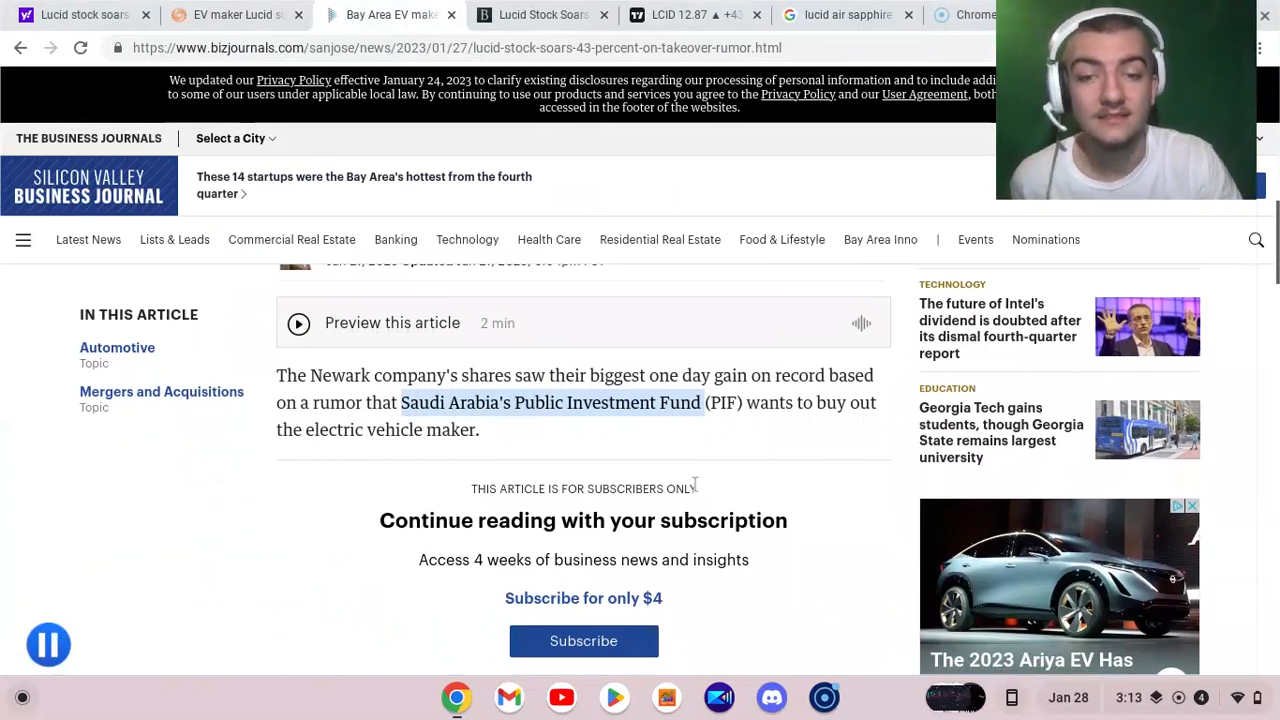 Lucid stock soars
EV maker Lucid su
Bay Area EV make
Lucid Stock Soars
LCID 12.87 ▲ +43
lucid air sapphire
Chrome
https://www.bizjournals.com/sanjose/news/2023/01/27/lucid-stock-soars-43-percent-on-takeover-rumor.html
We updated our Privacy Policy effective January 24, 2023 to clarify existing disclosures regarding our processing of personal information and to include
to some of our users under applicable local law. By continuing to use our products and services you agree to the Privacy Policy and our User Agreement,
accessed in the footer of the websites.
THE BUSINESS JOURNALS
Select a City
SILICON VALLEY
BUSINESS JOURNAL
These 14 startups were the Bay Area's hottest from the fourth
quarter >
Latest News
Lists & Leads
Commercial Real Estate
Banking
Technology
Health Care
Residential Real Estate
Food & Lifestyle
Bay Area Inno
|
Events
Nominations
IN THIS ARTICLE
Automotive
Topic
Mergers and Acquisitions
Topic
Preview this article 2 min
The Newark company's shares saw their biggest one day gain on record based
on a rumor that Saudi Arabia's Public Investment Fund (PIF) wants to buy out
the electric vehicle maker.
THIS ARTICLE IS FOR SUBSCRIBERS ONLY
Continue reading with your subscription
Access 4 weeks of business news and insights
Subscribe for only $4
Subscribe
TECHNOLOGY
The future of Intel's
dividend is doubted after
its dismal fourth-quarter
report
EDUCATION
Georgia Tech gains
students, though Georgia
State remains largest
university
The 2023 Ariya EV Has
Jan 28
3:13
4